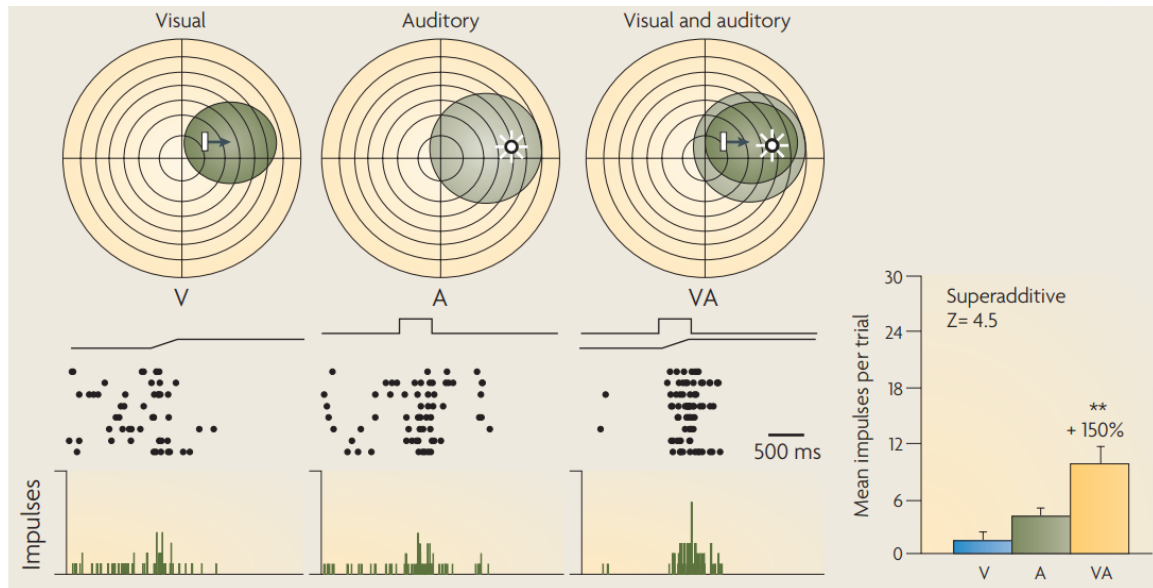 Visual
Auditory
Visual and auditory
V
A
VA
500 ms
Impulses
Mean impulses per trial
30
24
18
12
6
0
Superadditive
Z= 4.5
**
+ 150%
V
A
VA